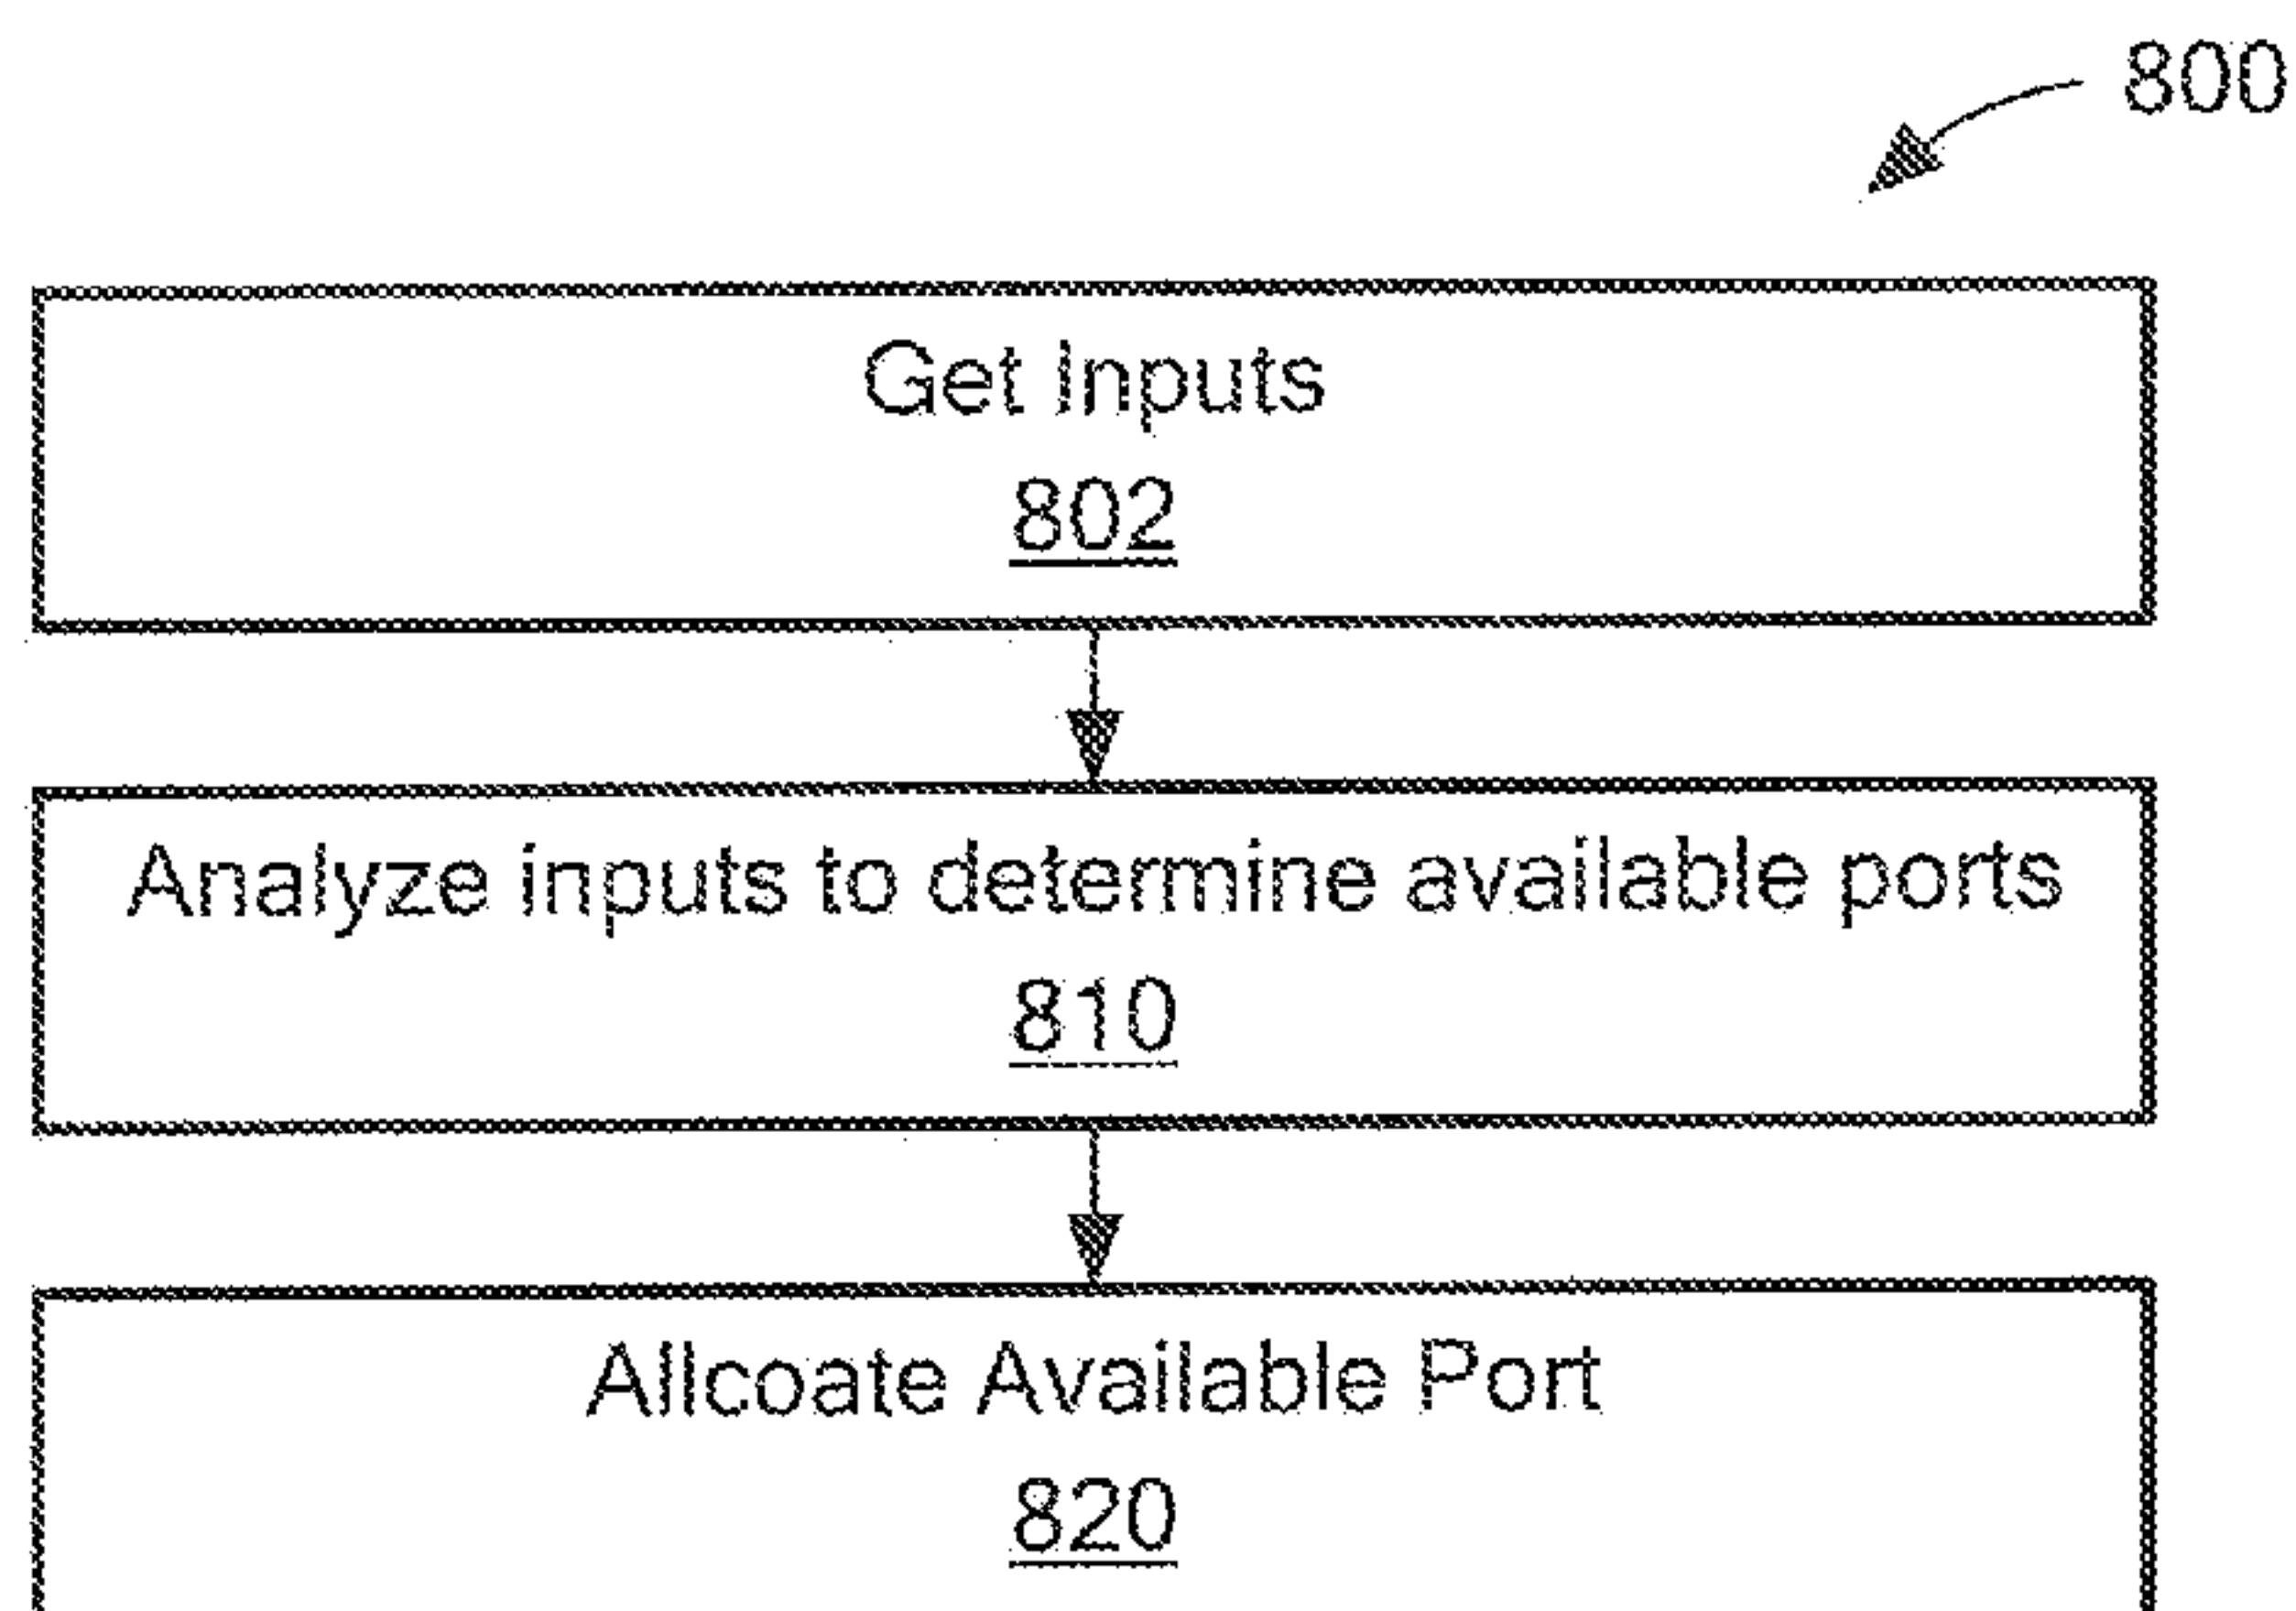 800
Get Inputs
802
Analyze inputs to determine available ports
810
Allcoate Available Port
820